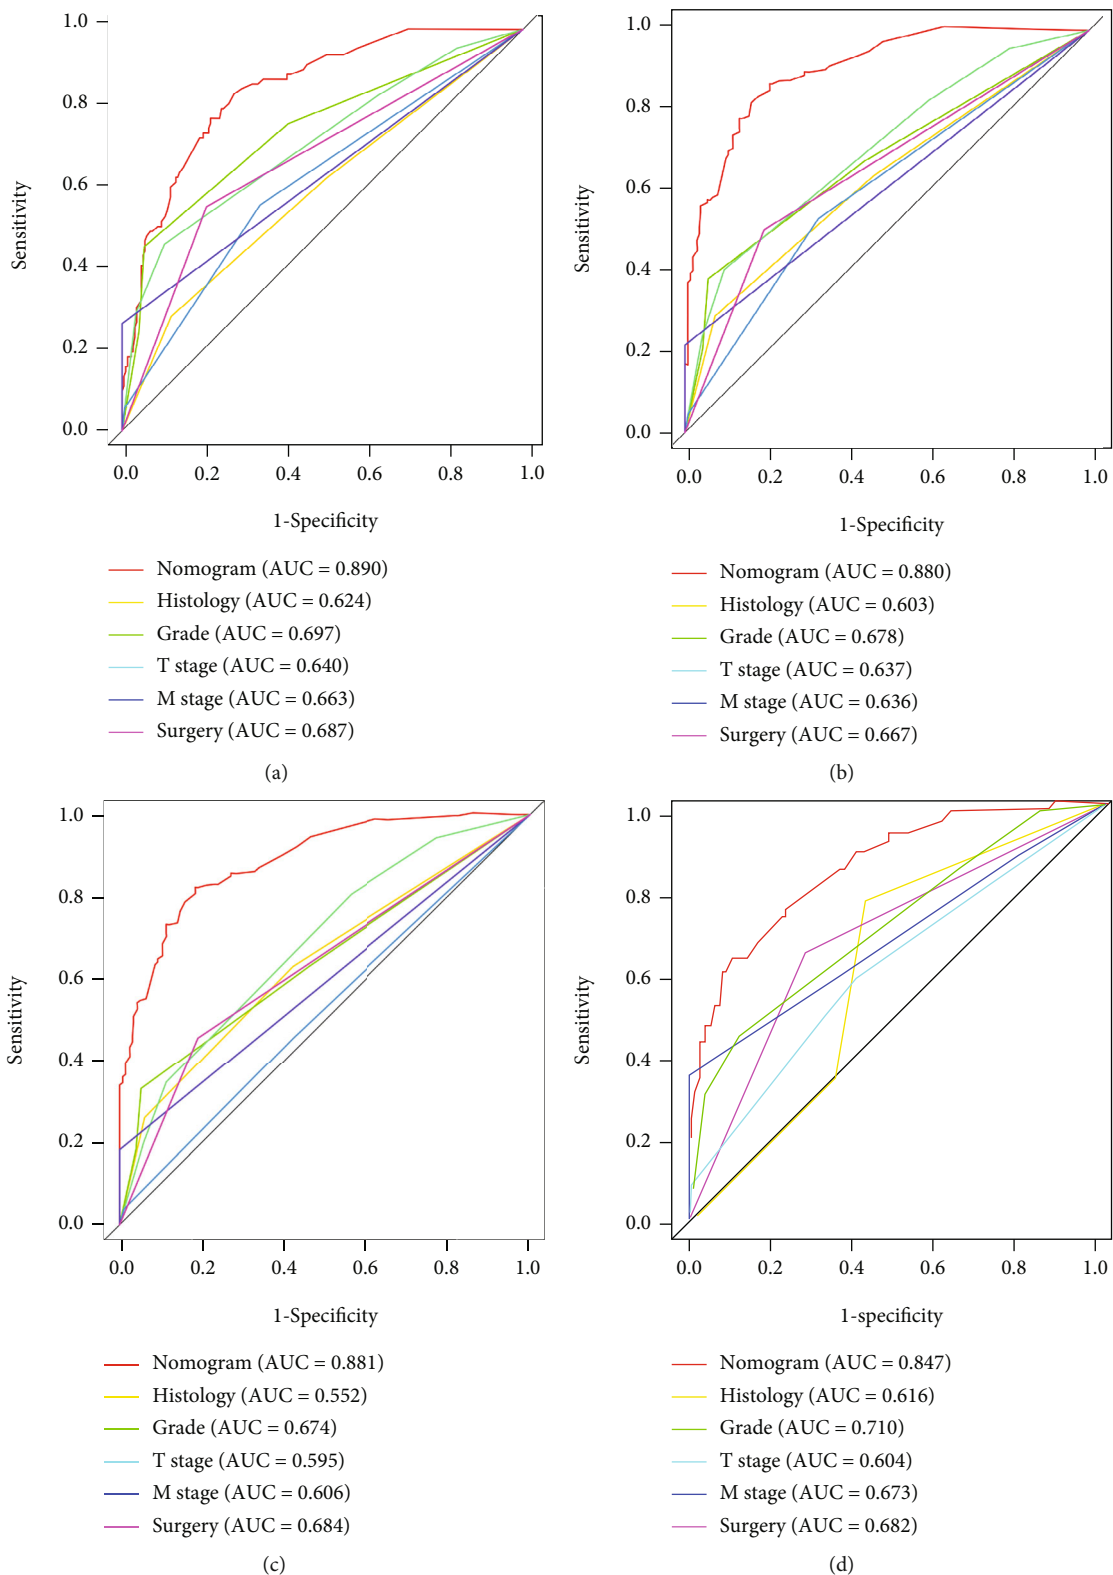 1.0
0.8
0.6
0.4
0.2
0.0
Sensitivity
0.0 0.2 0.4 0.6 0.8 1.0
1-Specificity
Nomogram (AUC = 0.890)
Histology (AUC = 0.624)
Grade (AUC = 0.697)
T stage (AUC = 0.640)
M stage (AUC = 0.663)
Surgery (AUC = 0.687)
(a)
1.0
0.8
0.6
0.4
0.2
0.0
Sensitivity
0.0 0.2 0.4 0.6 0.8 1.0
1-Specificity
Nomogram (AUC = 0.880)
Histology (AUC = 0.603)
Grade (AUC = 0.678)
T stage (AUC = 0.637)
M stage (AUC = 0.636)
Surgery (AUC = 0.667)
(b)
1.0
0.8
0.6
0.4
0.2
0.0
Sensitivity
0.0 0.2 0.4 0.6 0.8 1.0
1-Specificity
Nomogram (AUC = 0.881)
Histology (AUC = 0.552)
Grade (AUC = 0.674)
T stage (AUC = 0.595)
M stage (AUC = 0.606)
Surgery (AUC = 0.684)
(c)
1.0
0.8
0.6
0.4
0.2
0.0
Sensitivity
0.0 0.2 0.4 0.6 0.8 1.0
1-specificity
Nomogram (AUC = 0.847)
Histology (AUC = 0.616)
Grade (AUC = 0.710)
T stage (AUC = 0.604)
M stage (AUC = 0.673)
Surgery (AUC = 0.682)
(d)